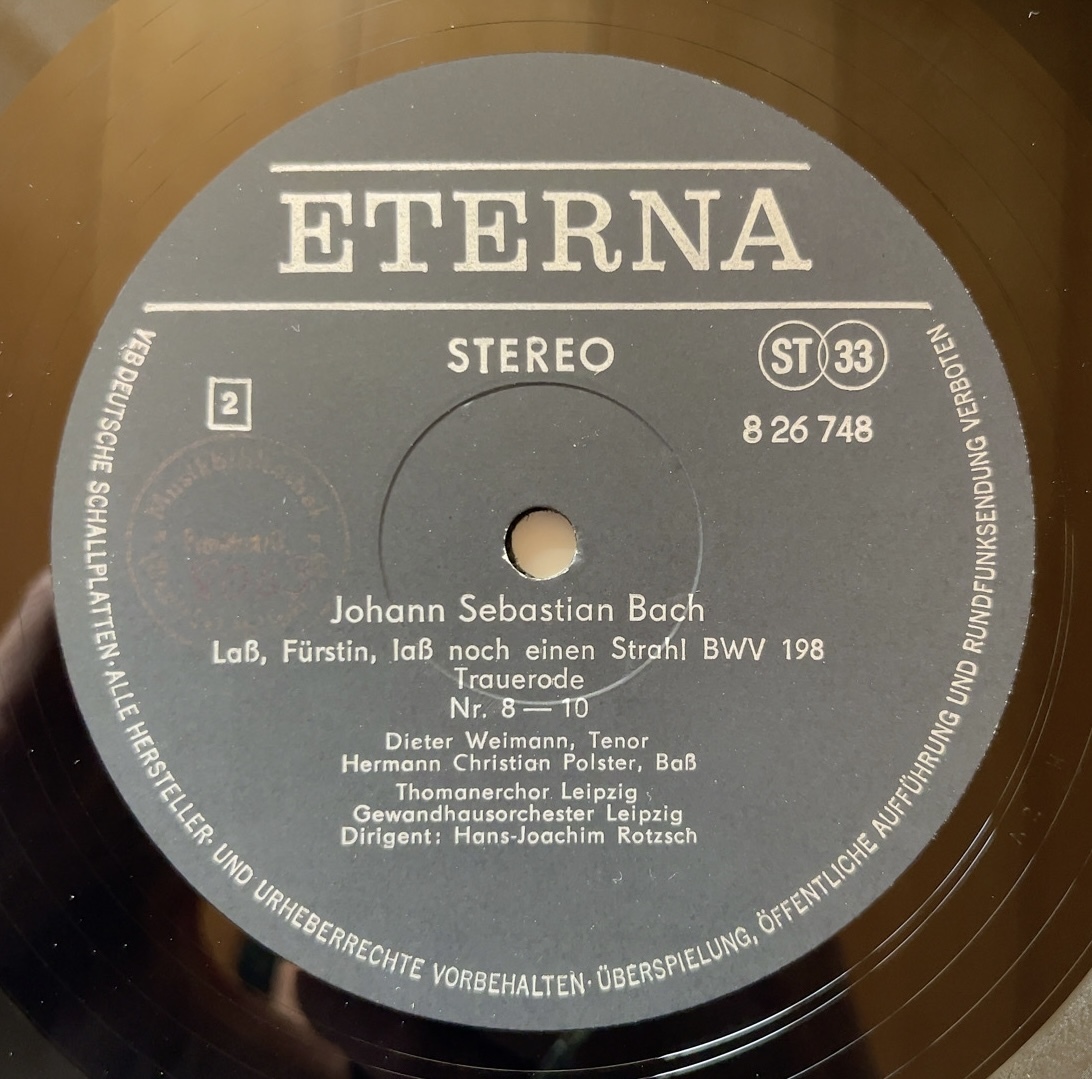 ETERNA
STEREO
ST 33
2
8 26 748
Musikbibliothek
Johann Sebastian Bach
Laß, Fürstin, laß noch einen Strahl BWV 198
Trauerode
Nr. 8 — 10
Dieter Weimann, Tenor
Hermann Christian Polster, Baß
Thomanerchor Leipzig
Gewandhausorchester Leipzig
Dirigent: Hans-Joachim Rotzsch
VEB DEUTSCHE SCHALLPLATTEN · ALLE HERSTELLER- UND URHEBERRECHTE VORBEHALTEN · ÜBERSPIELUNG, ÖFFENTLICHE AUFFÜHRUNG UND RUNDFUNKSENDUNG VERBOTEN